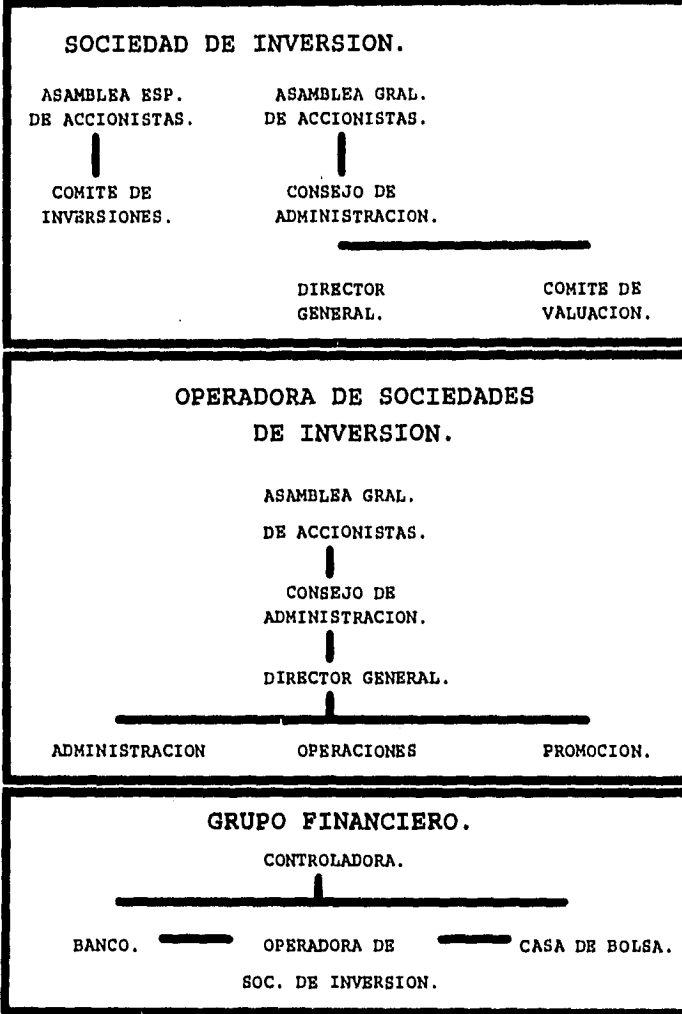 SOCIEDAD DE INVERSION.
ASAMBLEA ESP. ASAMBLEA GRAL.
DE ACCIONISTAS. DE ACCIONISTAS.
COMITE DE CONSEJO DE
INVERSIONES. ADMINISTRACION.
DIRECTOR COMITE DE
GENERAL. VALUACION.
OPERADORA DE SOCIEDADES
DE INVERSION.
ASAMBLEA GRAL.
DE ACCIONISTAS.
CONSEJO DE
ADMINISTRACION.
DIRECTOR GENERAL.
ADMINISTRACION OPERACIONES PROMOCION.
GRUPO FINANCIERO.
CONTROLADORA.
BANCO. OPERADORA DE CASA DE BOLSA.
SOC. DE INVERSION.